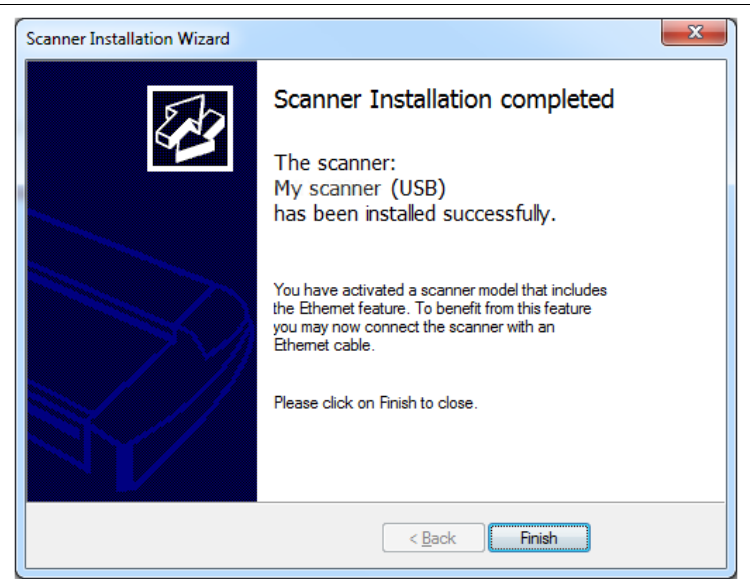 Scanner Installation Wizard
Scanner Installation completed
The scanner:
My scanner (USB)
has been installed successfully.
You have activated a scanner model that includes
the Ethernet feature. To benefit from this feature
you may now connect the scanner with an
Ethernet cable.
Please click on Finish to close.
< Back
Finish